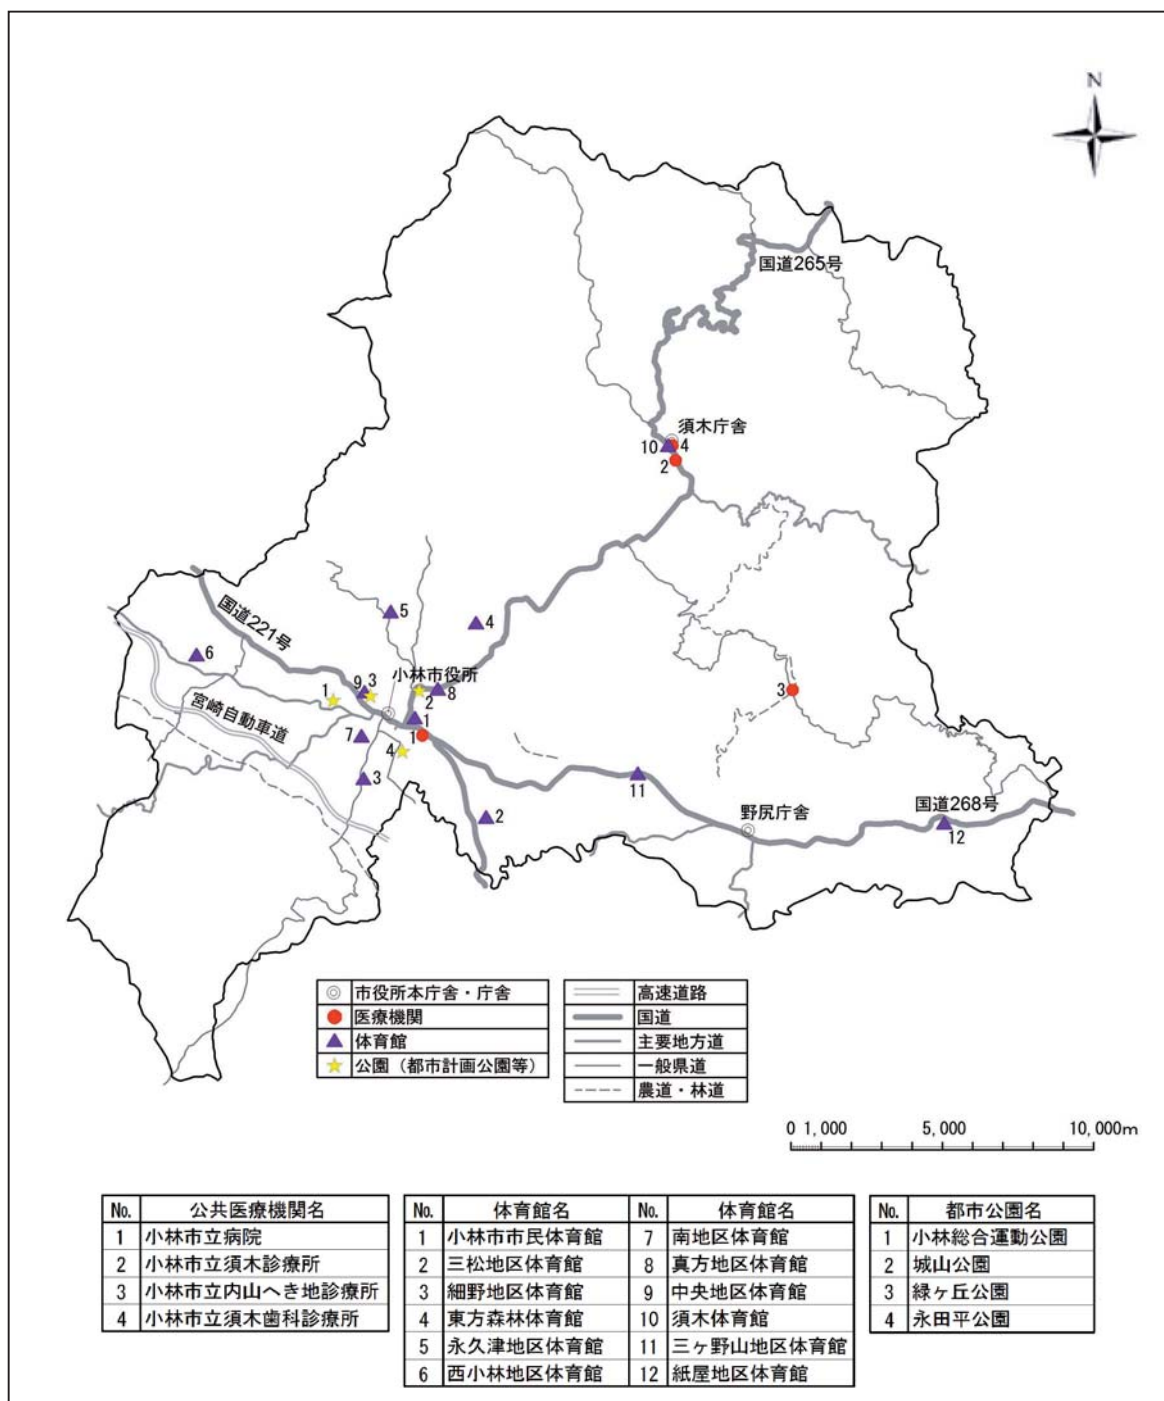 N
国道265号
須木庁舎
10
4
2
国道221号
5
4
6
小林市役所
9
3
1
2
8
宮崎自動車道
1
7
1
4
3
3
11
2
野尻庁舎
国道268号
12
市役所本庁舎・庁舎
医療機関
体育館
公園（都市計画公園等）
高速道路
国道
主要地方道
一般県道
農道・林道
0 1,000 5,000 10,000m
No. 公共医療機関名
1 小林市立病院
2 小林市立須木診療所
3 小林市立内山へき地診療所
4 小林市立須木歯科診療所
No. 体育館名 No. 体育館名
1 小林市市民体育館 7 南地区体育館
2 三松地区体育館 8 真方地区体育館
3 細野地区体育館 9 中央地区体育館
4 東方森林体育館 10 須木体育館
5 永久津地区体育館 11 三ヶ野山地区体育館
6 西小林地区体育館 12 紙屋地区体育館
No. 都市公園名
1 小林総合運動公園
2 城山公園
3 緑ヶ丘公園
4 永田平公園